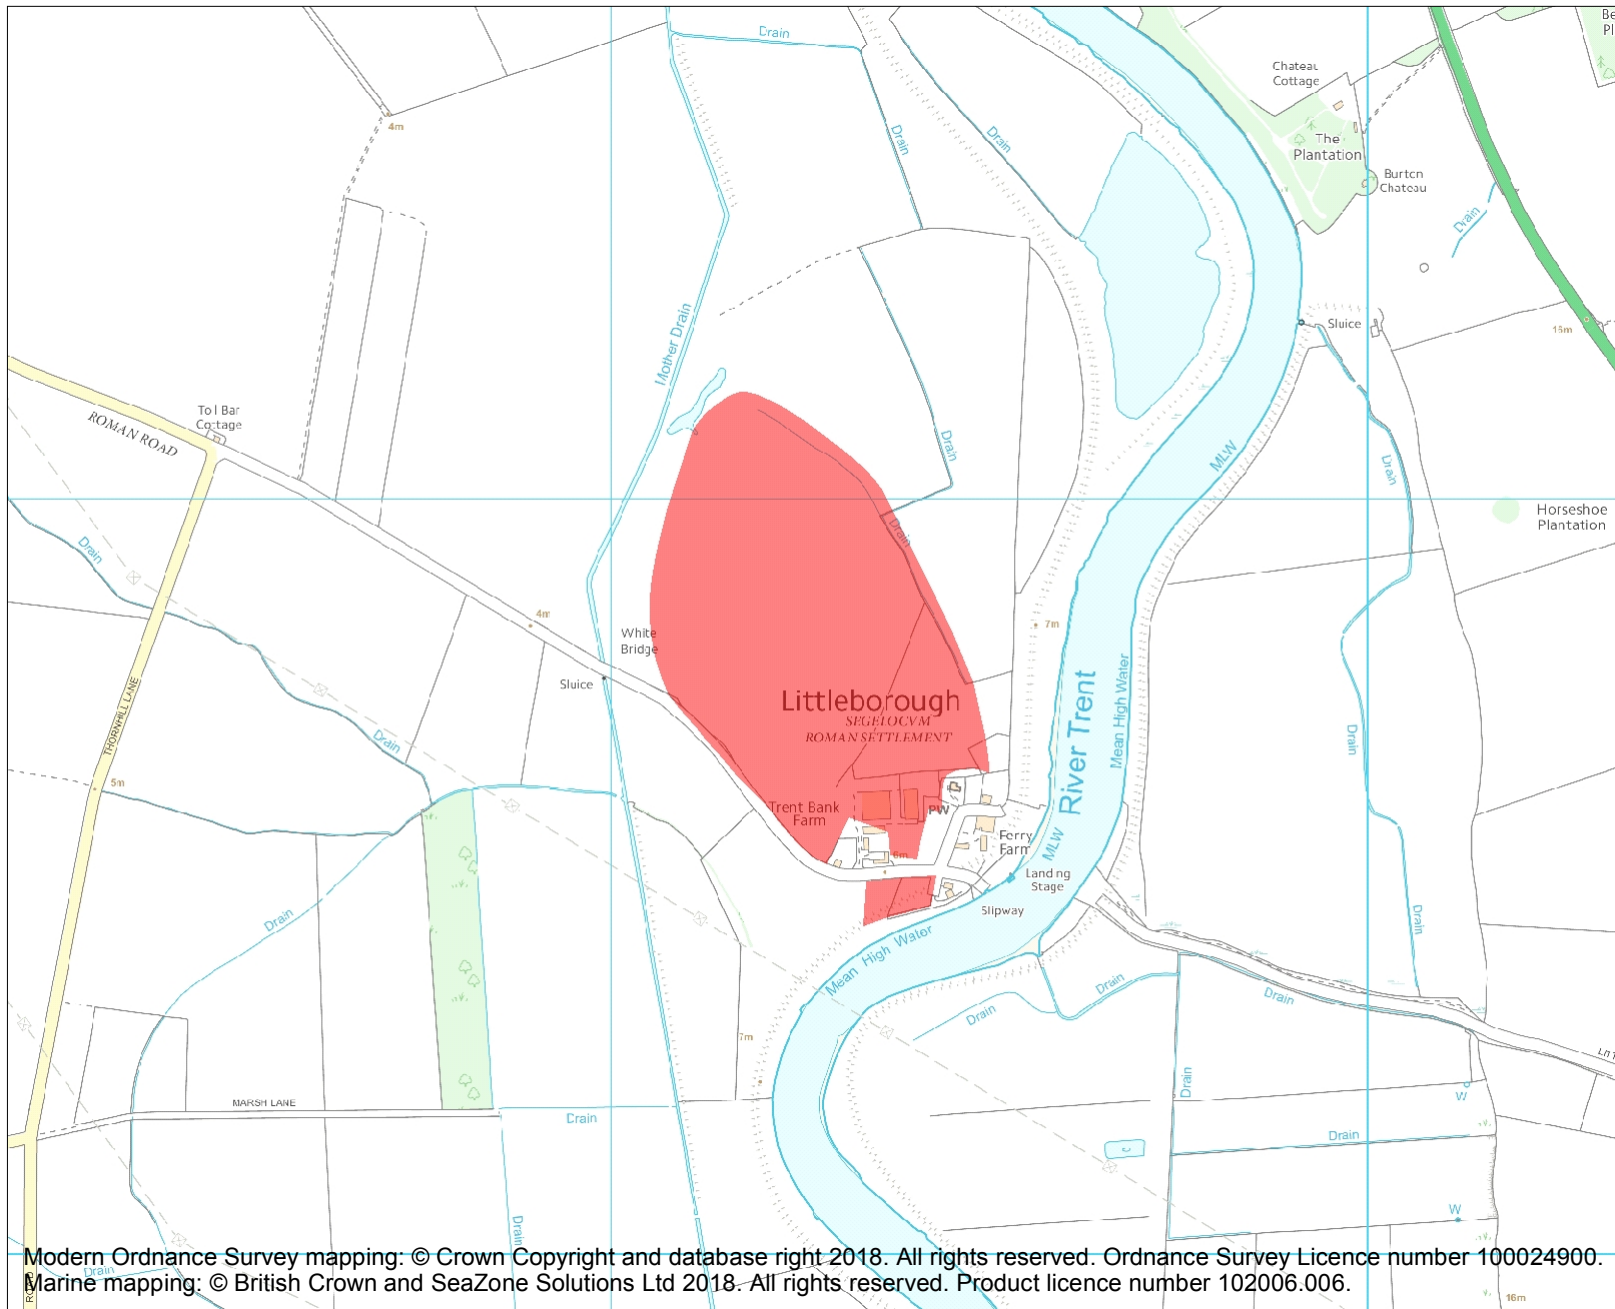 Drain
Chateau
Cottage
4m
Drain
Drain
The
Plantation
Burton
Chateau
Drain
Mother Drain
Sluice
15m
Toll Bar
Cottage
ROMAN ROAD
Drain
MLW
Drain
Horseshoe
Plantation
Drain
Drain
4m
White
Bridge
7m
Sluice
Mean High Water
River Trent
THORNHILL LANE
Littleborough
SEGELOCVM
ROMAN SETTLEMENT
Drain
Drain
5m
Trent Bank
Farm
PW
Ferry
Farm
MLW
6m
Landing
Stage
Slipway
Drain
Drain
Mean High Water
Drain
Drain
Drain
7m
Drain
MARSH LANE
Drain
W
Drain
W
Drain
Drain
16m
Modern Ordnance Survey mapping: © Crown Copyright and database right 2018. All rights reserved. Ordnance Survey Licence number 100024900.
Marine mapping: © British Crown and SeaZone Solutions Ltd 2018. All rights reserved. Product licence number 102006.006.